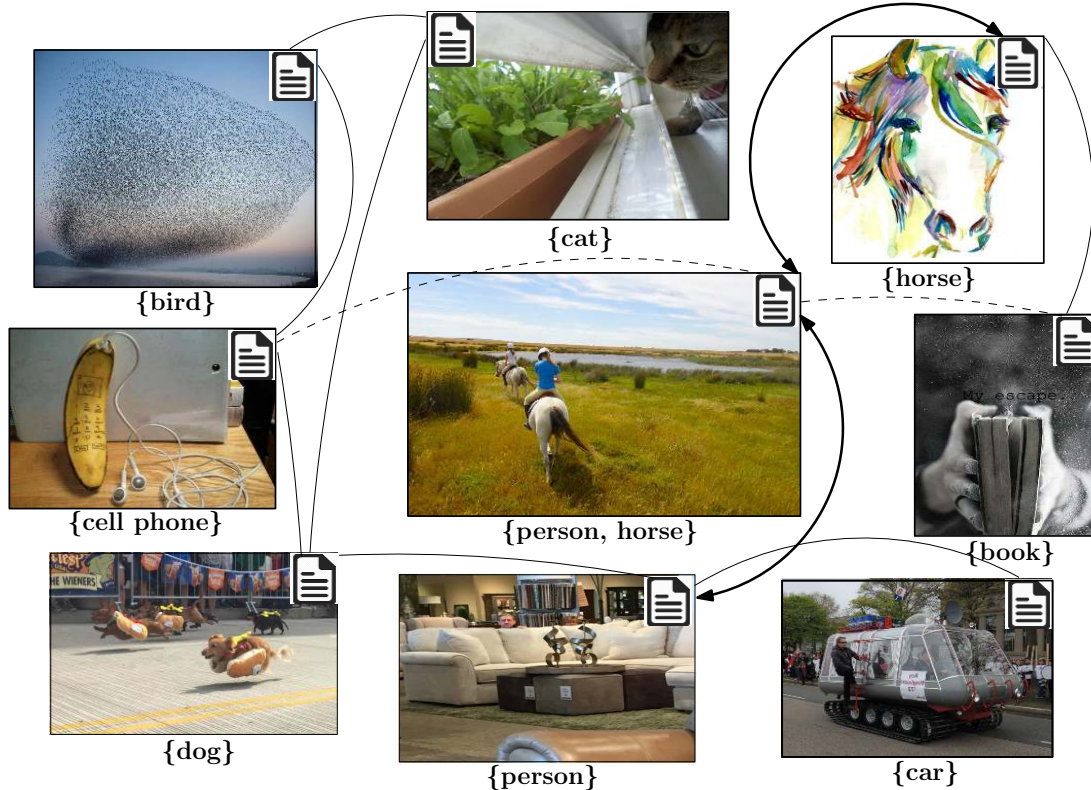 {cat}
{horse}
{bird}
My escape.
{cell phone}
{person, horse}
{book}
THE WIENERS
{dog}
{person}
{car}